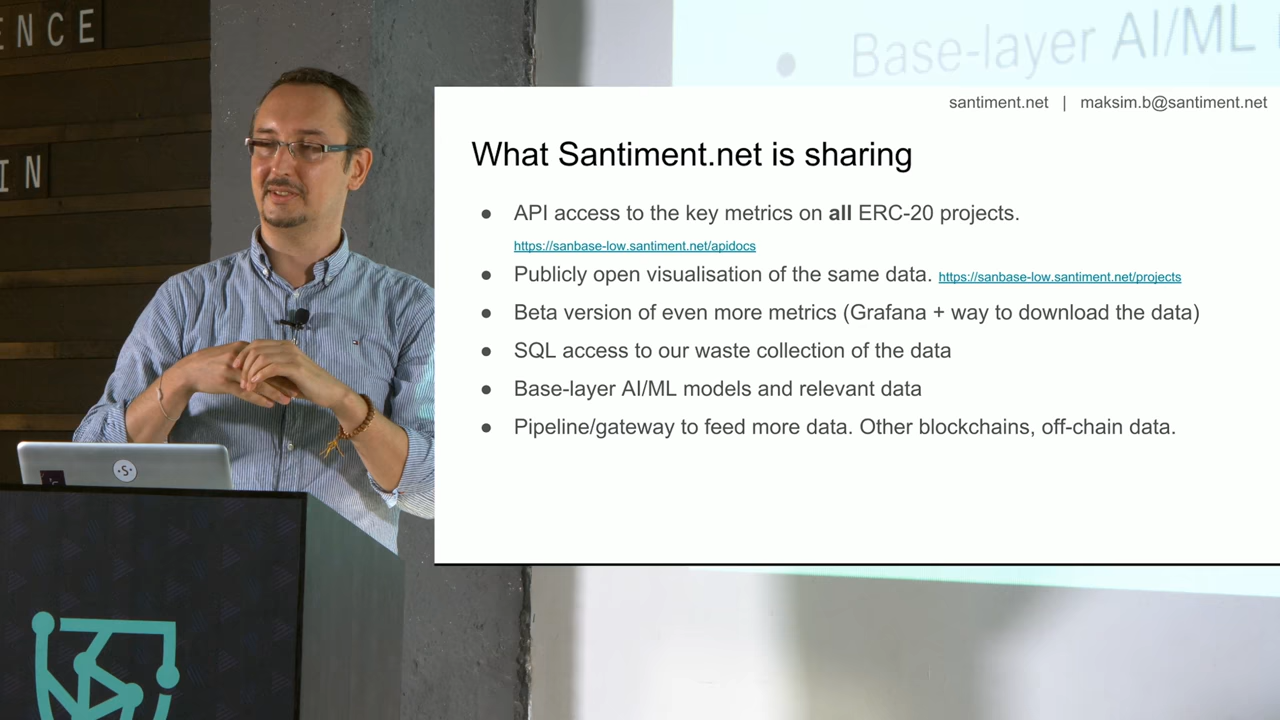 ENCE
IN
Base-layer AI/ML
santiment.net | maksim.b@santiment.net
What Santiment.net is sharing
● API access to the key metrics on all ERC-20 projects.
https://sanbase-low.santiment.net/apidocs
● Publicly open visualisation of the same data. https://sanbase-low.santiment.net/projects
● Beta version of even more metrics (Grafana + way to download the data)
● SQL access to our waste collection of the data
● Base-layer AI/ML models and relevant data
● Pipeline/gateway to feed more data. Other blockchains, off-chain data.
·S·